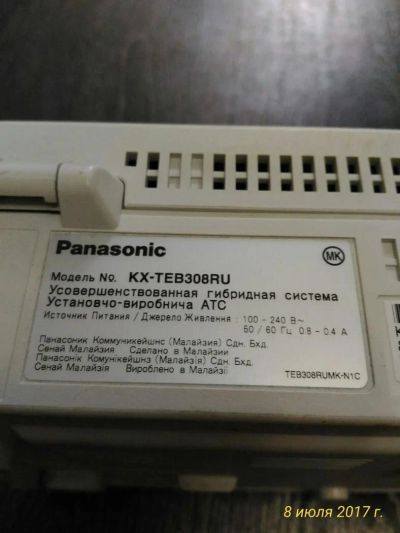 Panasonic
MK
Модель No. KX-TEB308RU
Усовершенствованная гибридная система
Установчо-виробнича АТС
Источник Питания / Джерело Живлення : 100 - 240 В~
50 / 60 Гц 0.8 - 0.4 А
Панасоник Коммуникейшнс (Малайзия) Сдн. Бхд.
Сенай Малайзия Сделано в Малайзии
Панасонік Коммунікейшнз (Малайзія) Сдн. Бхд.
Сенай Малайзія Вироблено в Малайзії
TEB308RUMK-N1C
8 июля 2017 г.